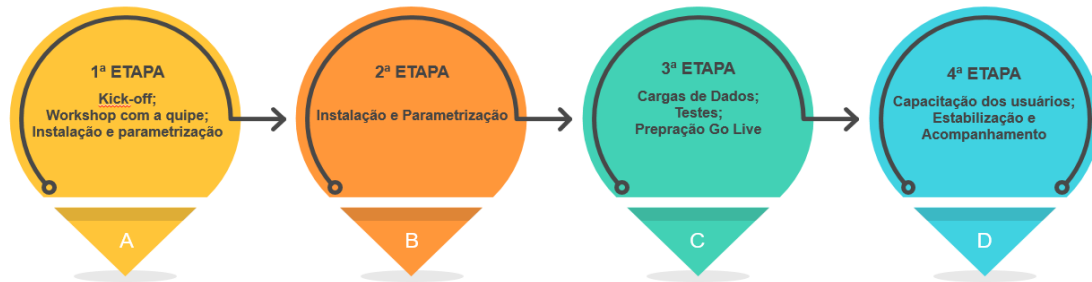 1ª ETAPA
Kick-off;
Workshop com a quipe;
Instalação e parametrização
A
2ª ETAPA
Instalação e Parametrização
B
3ª ETAPA
Cargas de Dados;
Testes;
Prepração Go Live
C
4ª ETAPA
Capacitação dos usuários;
Estabilização e
Acompanhamento
D